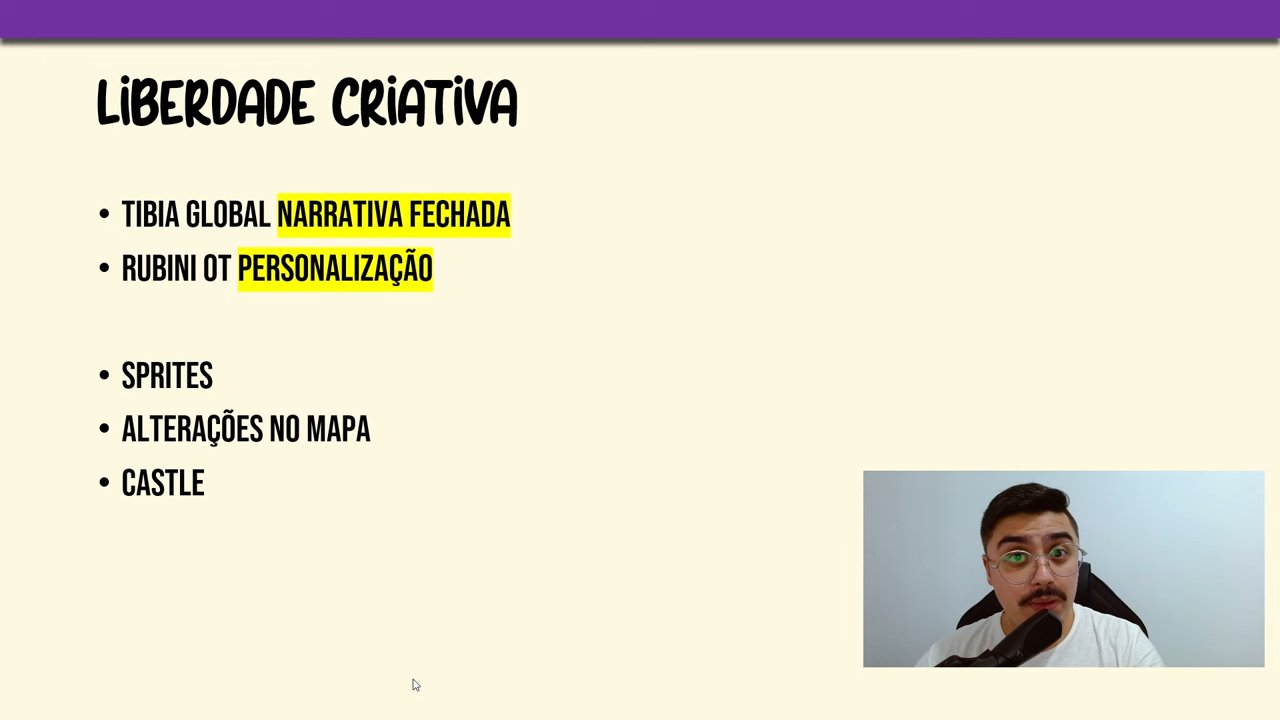 LIBERDADE CRIATIVA
• TIBIA GLOBAL NARRATIVA FECHADA
• RUBINI OT PERSONALIZAÇÃO
• SPRITES
• ALTERAÇÕES NO MAPA
• CASTLE